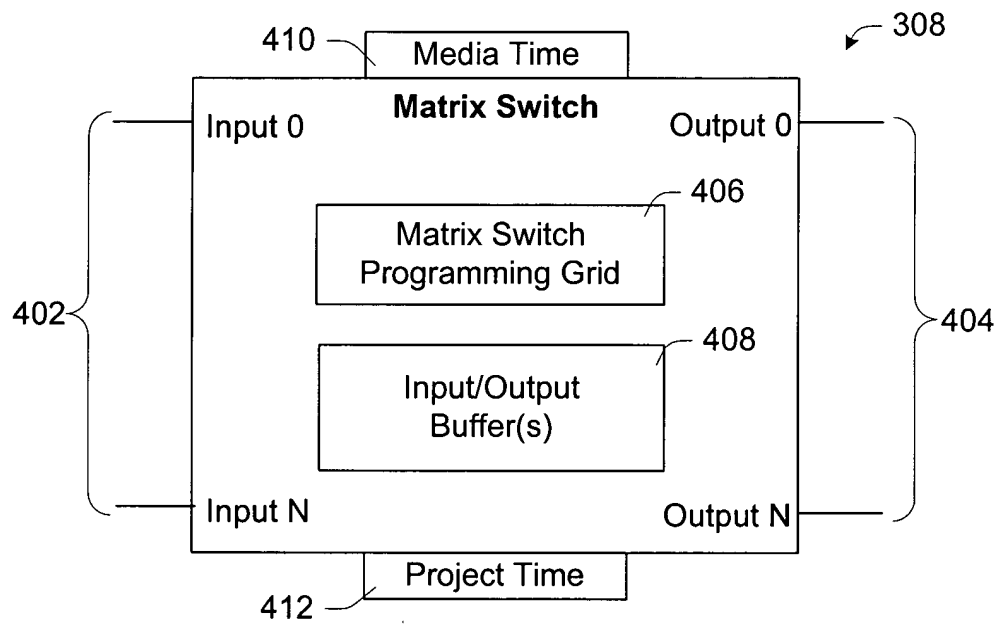 410
Media Time
308
Matrix Switch
Input 0
Output 0
406
Matrix Switch
Programming Grid
402
404
408
Input/Output
Buffer(s)
Input N
Output N
Project Time
412